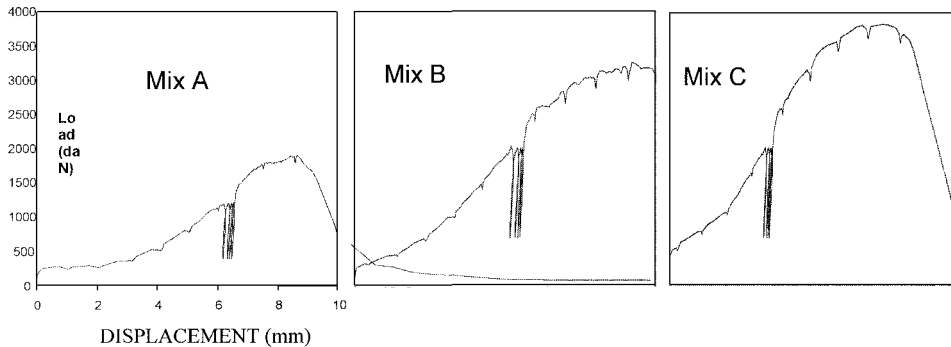 4000
3500
3000
2500
2000
1500
1000
500
0
Mix A
Lo
ad
(da
N)
Mix B
Mix C
0 2 4 6 8 10
DISPLACEMENT (mm)